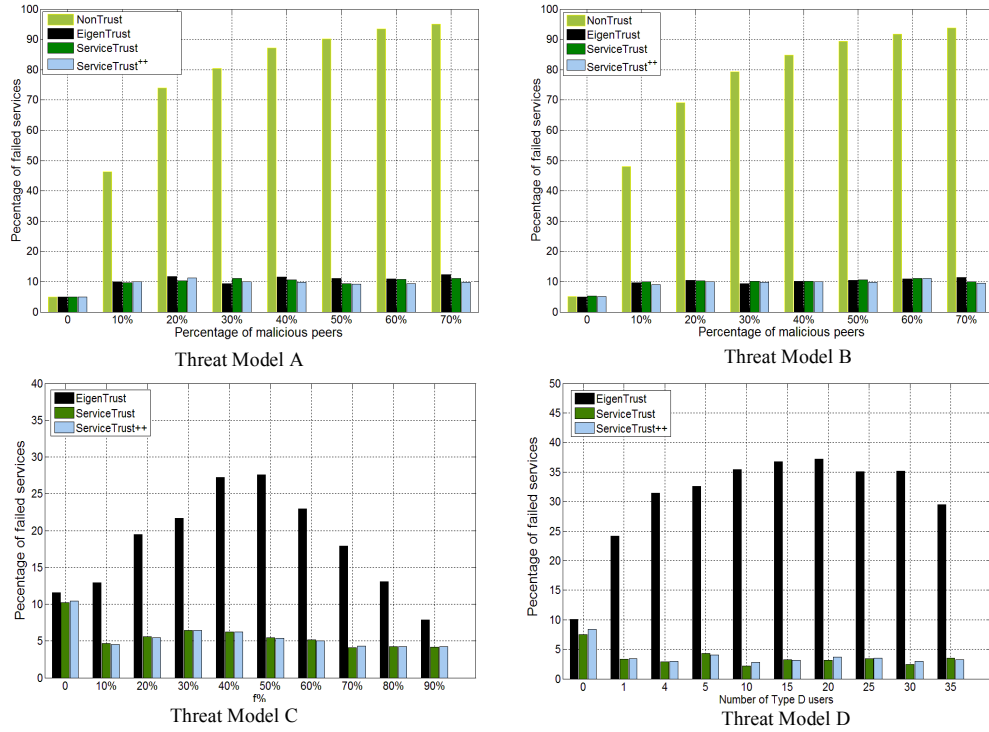 100
90
80
70
60
50
40
30
20
10
0
Pecentage of failed services
NonTrust
EigenTrust
ServiceTrust
ServiceTrust++
0 10% 20% 30% 40% 50% 60% 70%
Percentage of malicious peers
Threat Model A
100
90
80
70
60
50
40
30
20
10
0
Pecentage of failed services
NonTrust
EigenTrust
ServiceTrust
ServiceTrust++
0 10% 20% 30% 40% 50% 60% 70%
Percentage of malicious peers
Threat Model B
40
35
30
25
20
15
10
5
0
Pecentage of failed services
EigenTrust
ServiceTrust
ServiceTrust++
0 10% 20% 30% 40% 50% 60% 70% 80% 90%
f%
Threat Model C
50
45
40
35
30
25
20
15
10
5
0
Pecentage of failed services
EigenTrust
ServiceTrust
ServiceTrust++
0 1 4 5 10 15 20 25 30 35
Number of Type D users
Threat Model D